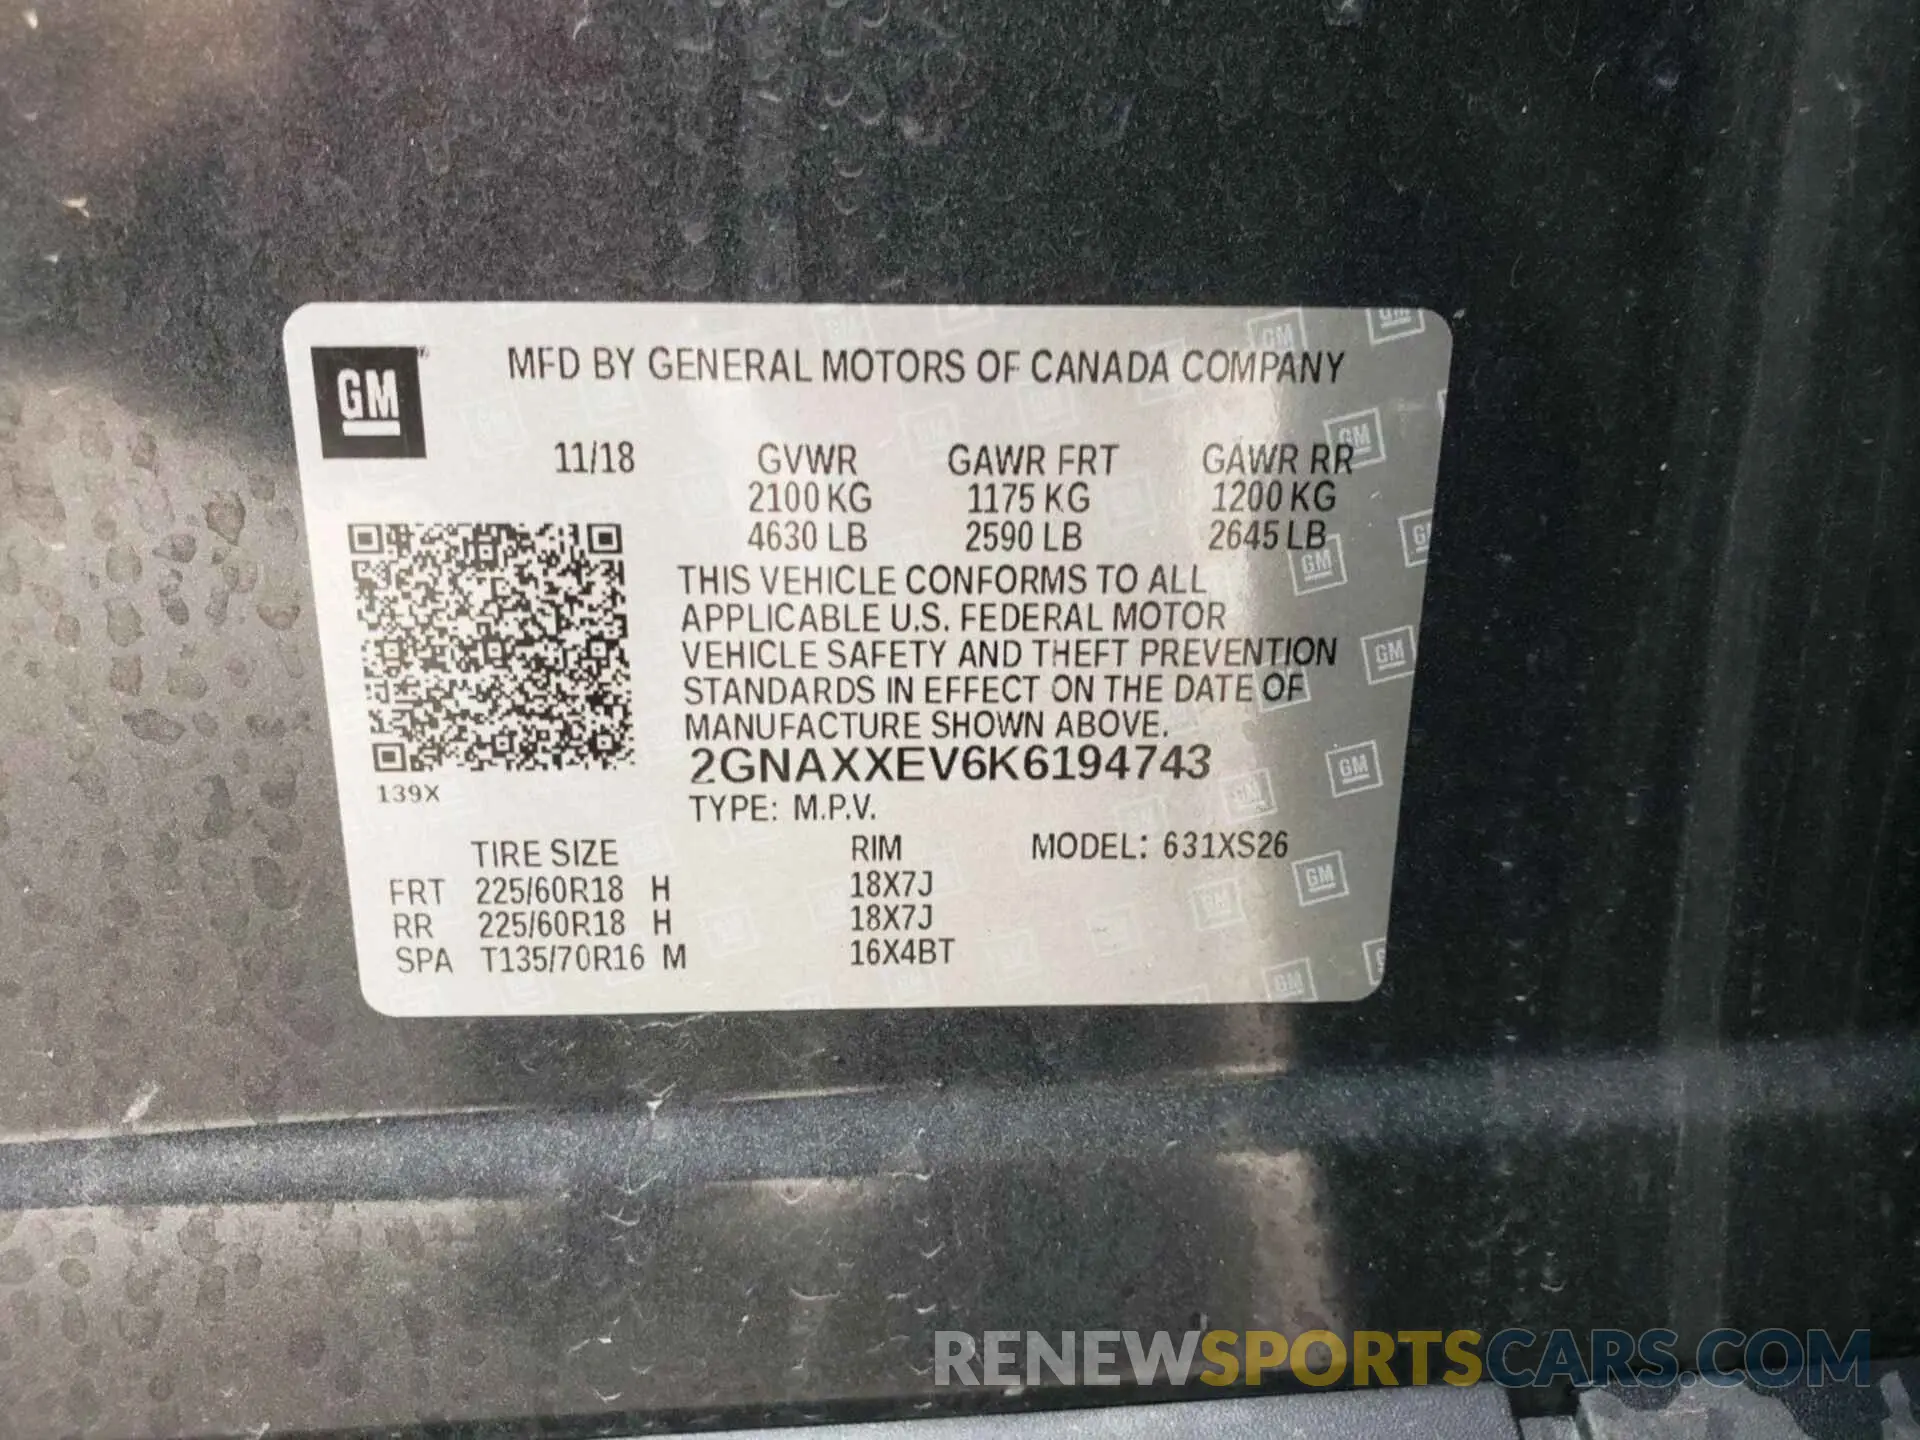 GM
MFD BY GENERAL MOTORS OF CANADA COMPANY
11/18 GVWR GAWR FRT GAWR RR
2100 KG 1175 KG 1200 KG
4630 LB 2590 LB 2645 LB
THIS VEHICLE CONFORMS TO ALL
APPLICABLE U.S. FEDERAL MOTOR
VEHICLE SAFETY AND THEFT PREVENTION
STANDARDS IN EFFECT ON THE DATE OF
MANUFACTURE SHOWN ABOVE.
2GNAXXEV6K6194743
139X
TYPE: M.P.V.
TIRE SIZE RIM MODEL: 631XS26
FRT 225/60R18 H 18X7J
RR 225/60R18 H 18X7J
SPA T135/70R16 M 16X4BT
RENEWSPORTSCARS.COM